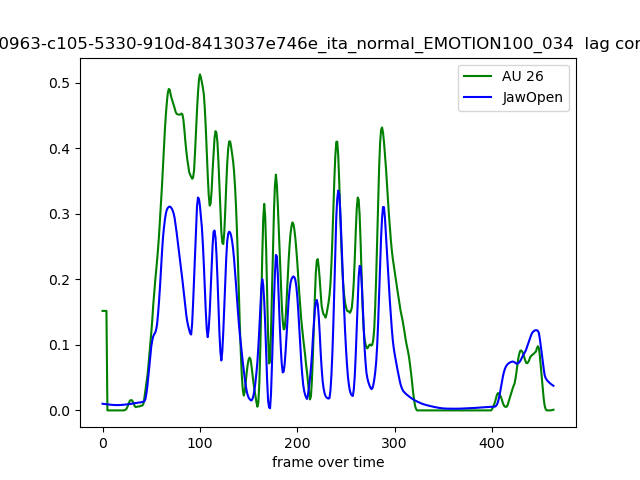 0963-c105-5330-910d-8413037e746e_ita_normal_EMOTION100_034 lag cor
AU 26
JawOpen
0.5
0.4
0.3
0.2
0.1
0.0
0 100 200 300 400
frame over time